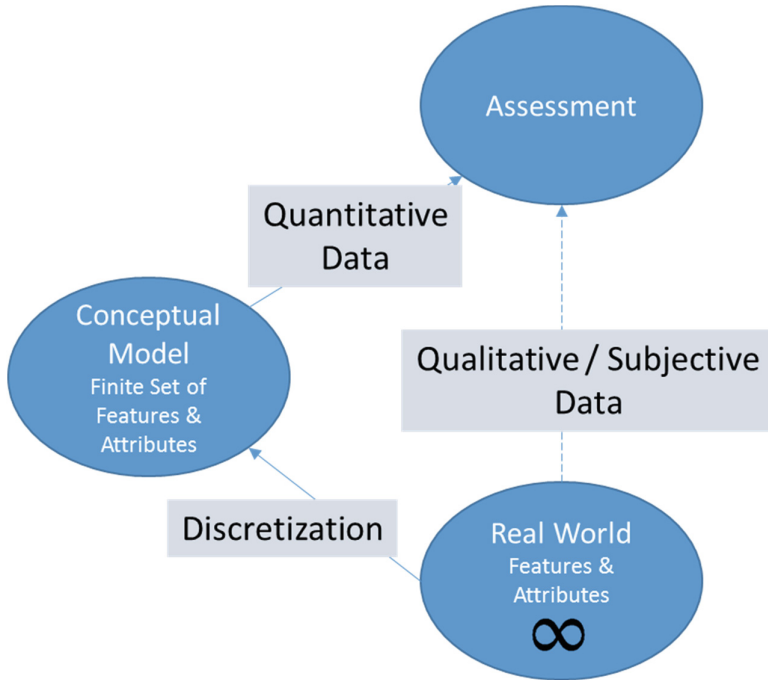 Assessment
Quantitative
Data
Conceptual
Model
Finite Set of
Features &
Attributes
Qualitative / Subjective
Data
Discretization
Real World
Features &
Attributes
∞